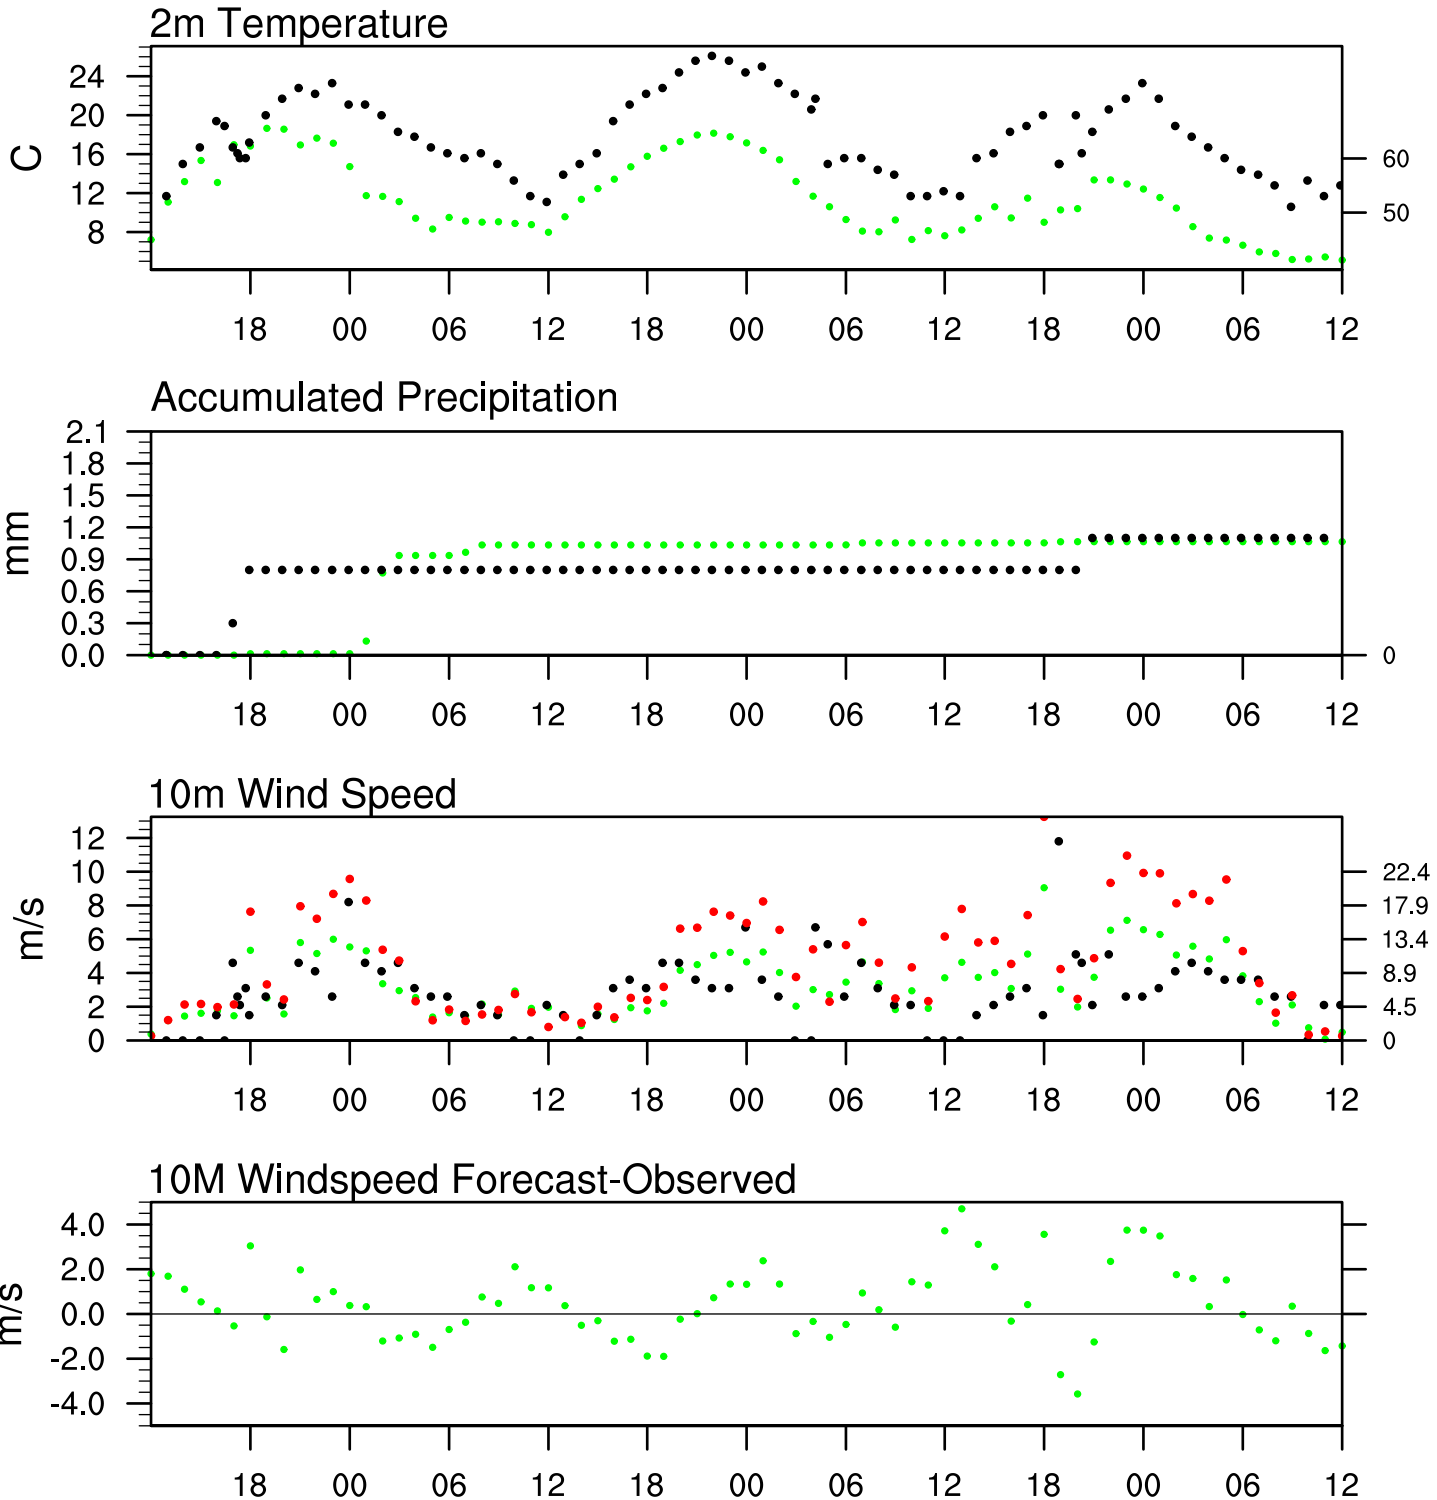 2m Temperature
24
20
16
12
8
C
60
50
18 00 06 12 18 00 06 12 18 00 06 12
Accumulated Precipitation
2.1
1.8
1.5
1.2
0.9
0.6
0.3
0.0
mm
0
18 00 06 12 18 00 06 12 18 00 06 12
10m Wind Speed
12
10
8
6
4
2
0
m/s
22.4
17.9
13.4
8.9
4.5
0
18 00 06 12 18 00 06 12 18 00 06 12
10M Windspeed Forecast-Observed
4.0
2.0
0.0
-2.0
-4.0
m/s
18 00 06 12 18 00 06 12 18 00 06 12